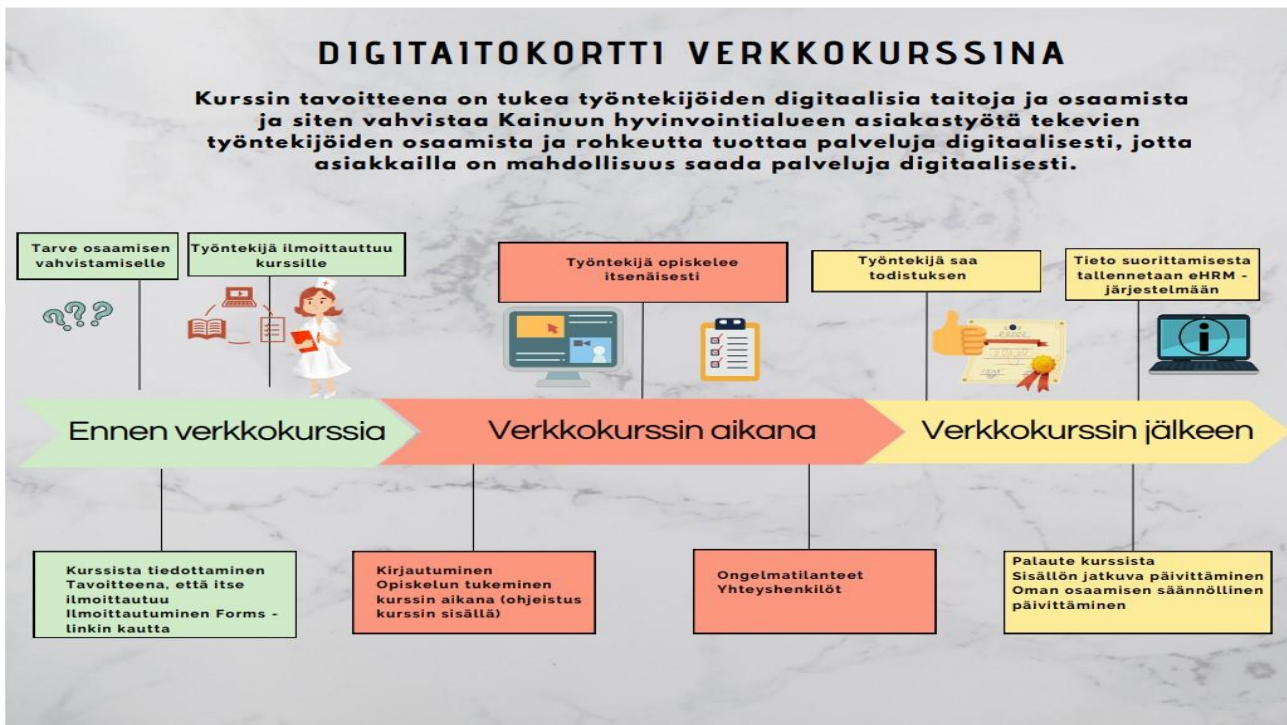 DIGITAITOKORTTI VERKKOKURSSINA
Kurssin tavoitteena on tukea työntekijöiden digitaalisia taitoja ja osaamista
ja siten vahvistaa Kainuun hyvinvointialueen asiakastyötä tekevien
työntekijöiden osaamista ja rohkeutta tuottaa palveluja digitaalisesti, jotta
asiakkailla on mahdollisuus saada palveluja digitaalisesti.
Tarve osaamisen
vahvistamiselle
Työntekijä ilmoittauttuu
kurssille
Työntekijä opiskelee
itsenäisesti
Työntekijä saa
todistuksen
Tieto suorittamisesta
tallennetaan eHRM -
järjestelmään
???
i
Ennen verkkokurssia
Verkkokurssin aikana
Verkkokurssin jälkeen
Kurssista tiedottaminen
Tavoitteena, että itse
ilmoittautuu
Ilmoittautuminen Forms -
linkin kautta
Kirjautuminen
Opiskelun tukeminen
kurssin aikana (ohjeistus
kurssin sisällä)
Ongelmatilanteet
Yhteyshenkilöt
Palaute kurssista
Sisällön jatkuva päivittäminen
Oman osaamisen säännöllinen
päivittäminen